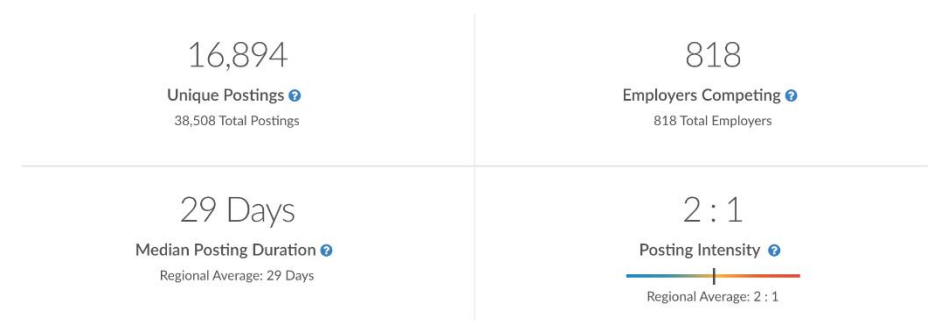 16,894
Unique Postings ?
38,508 Total Postings
818
Employers Competing ?
818 Total Employers
29 Days
Median Posting Duration ?
Regional Average: 29 Days
2 : 1
Posting Intensity ?
Regional Average: 2 : 1